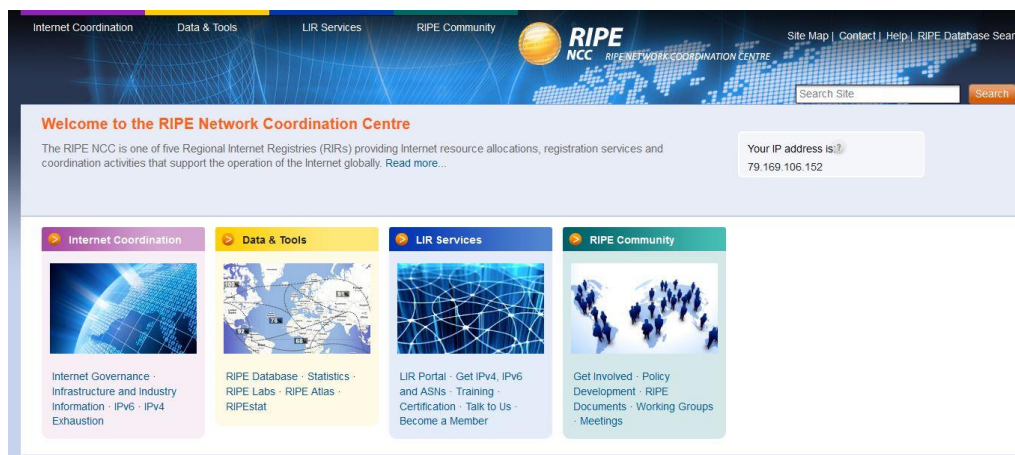 Internet Coordination
Data & Tools
LIR Services
RIPE Community
RIPE
NCC RIPE NETWORK COORDINATION CENTRE
Site Map | Contact | Help | RIPE Database Sear
Search Site
Search
Welcome to the RIPE Network Coordination Centre
The RIPE NCC is one of five Regional Internet Registries (RIRs) providing Internet resource allocations, registration services and
coordination activities that support the operation of the Internet globally. Read more...
Your IP address is:?
79.169.106.152
Internet Coordination
Internet Governance ·
Infrastructure and Industry
Information · IPv6 · IPv4
Exhaustion
Data & Tools
RIPE Database · Statistics ·
RIPE Labs · RIPE Atlas ·
RIPEstat
LIR Services
LIR Portal · Get IPv4, IPv6
and ASNs · Training ·
Certification · Talk to Us ·
Become a Member
RIPE Community
Get Involved · Policy
Development · RIPE
Documents · Working Groups
· Meetings